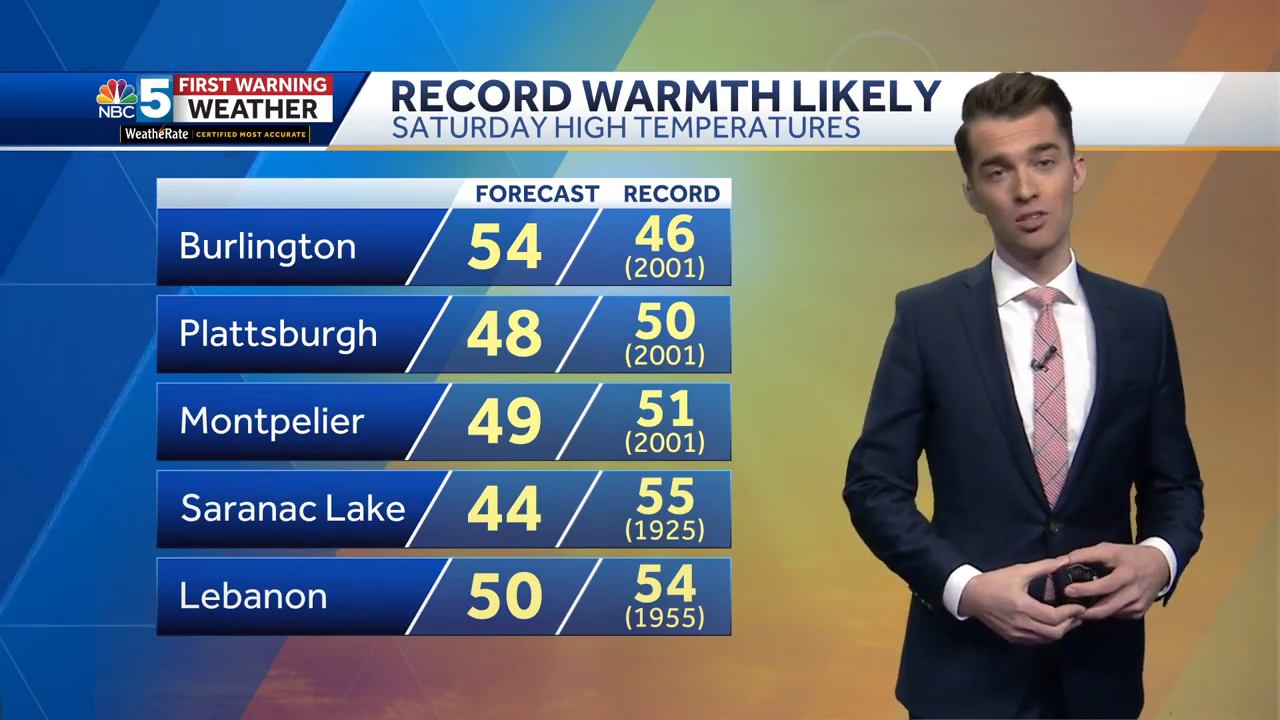 NBC 5 FIRST WARNING
WEATHER
WeatheRate CERTIFIED MOST ACCURATE
RECORD WARMTH LIKELY
SATURDAY HIGH TEMPERATURES
FORECAST RECORD
Burlington 54 46
(2001)
Plattsburgh 48 50
(2001)
Montpelier 49 51
(2001)
Saranac Lake 44 55
(1925)
Lebanon 50 54
(1955)